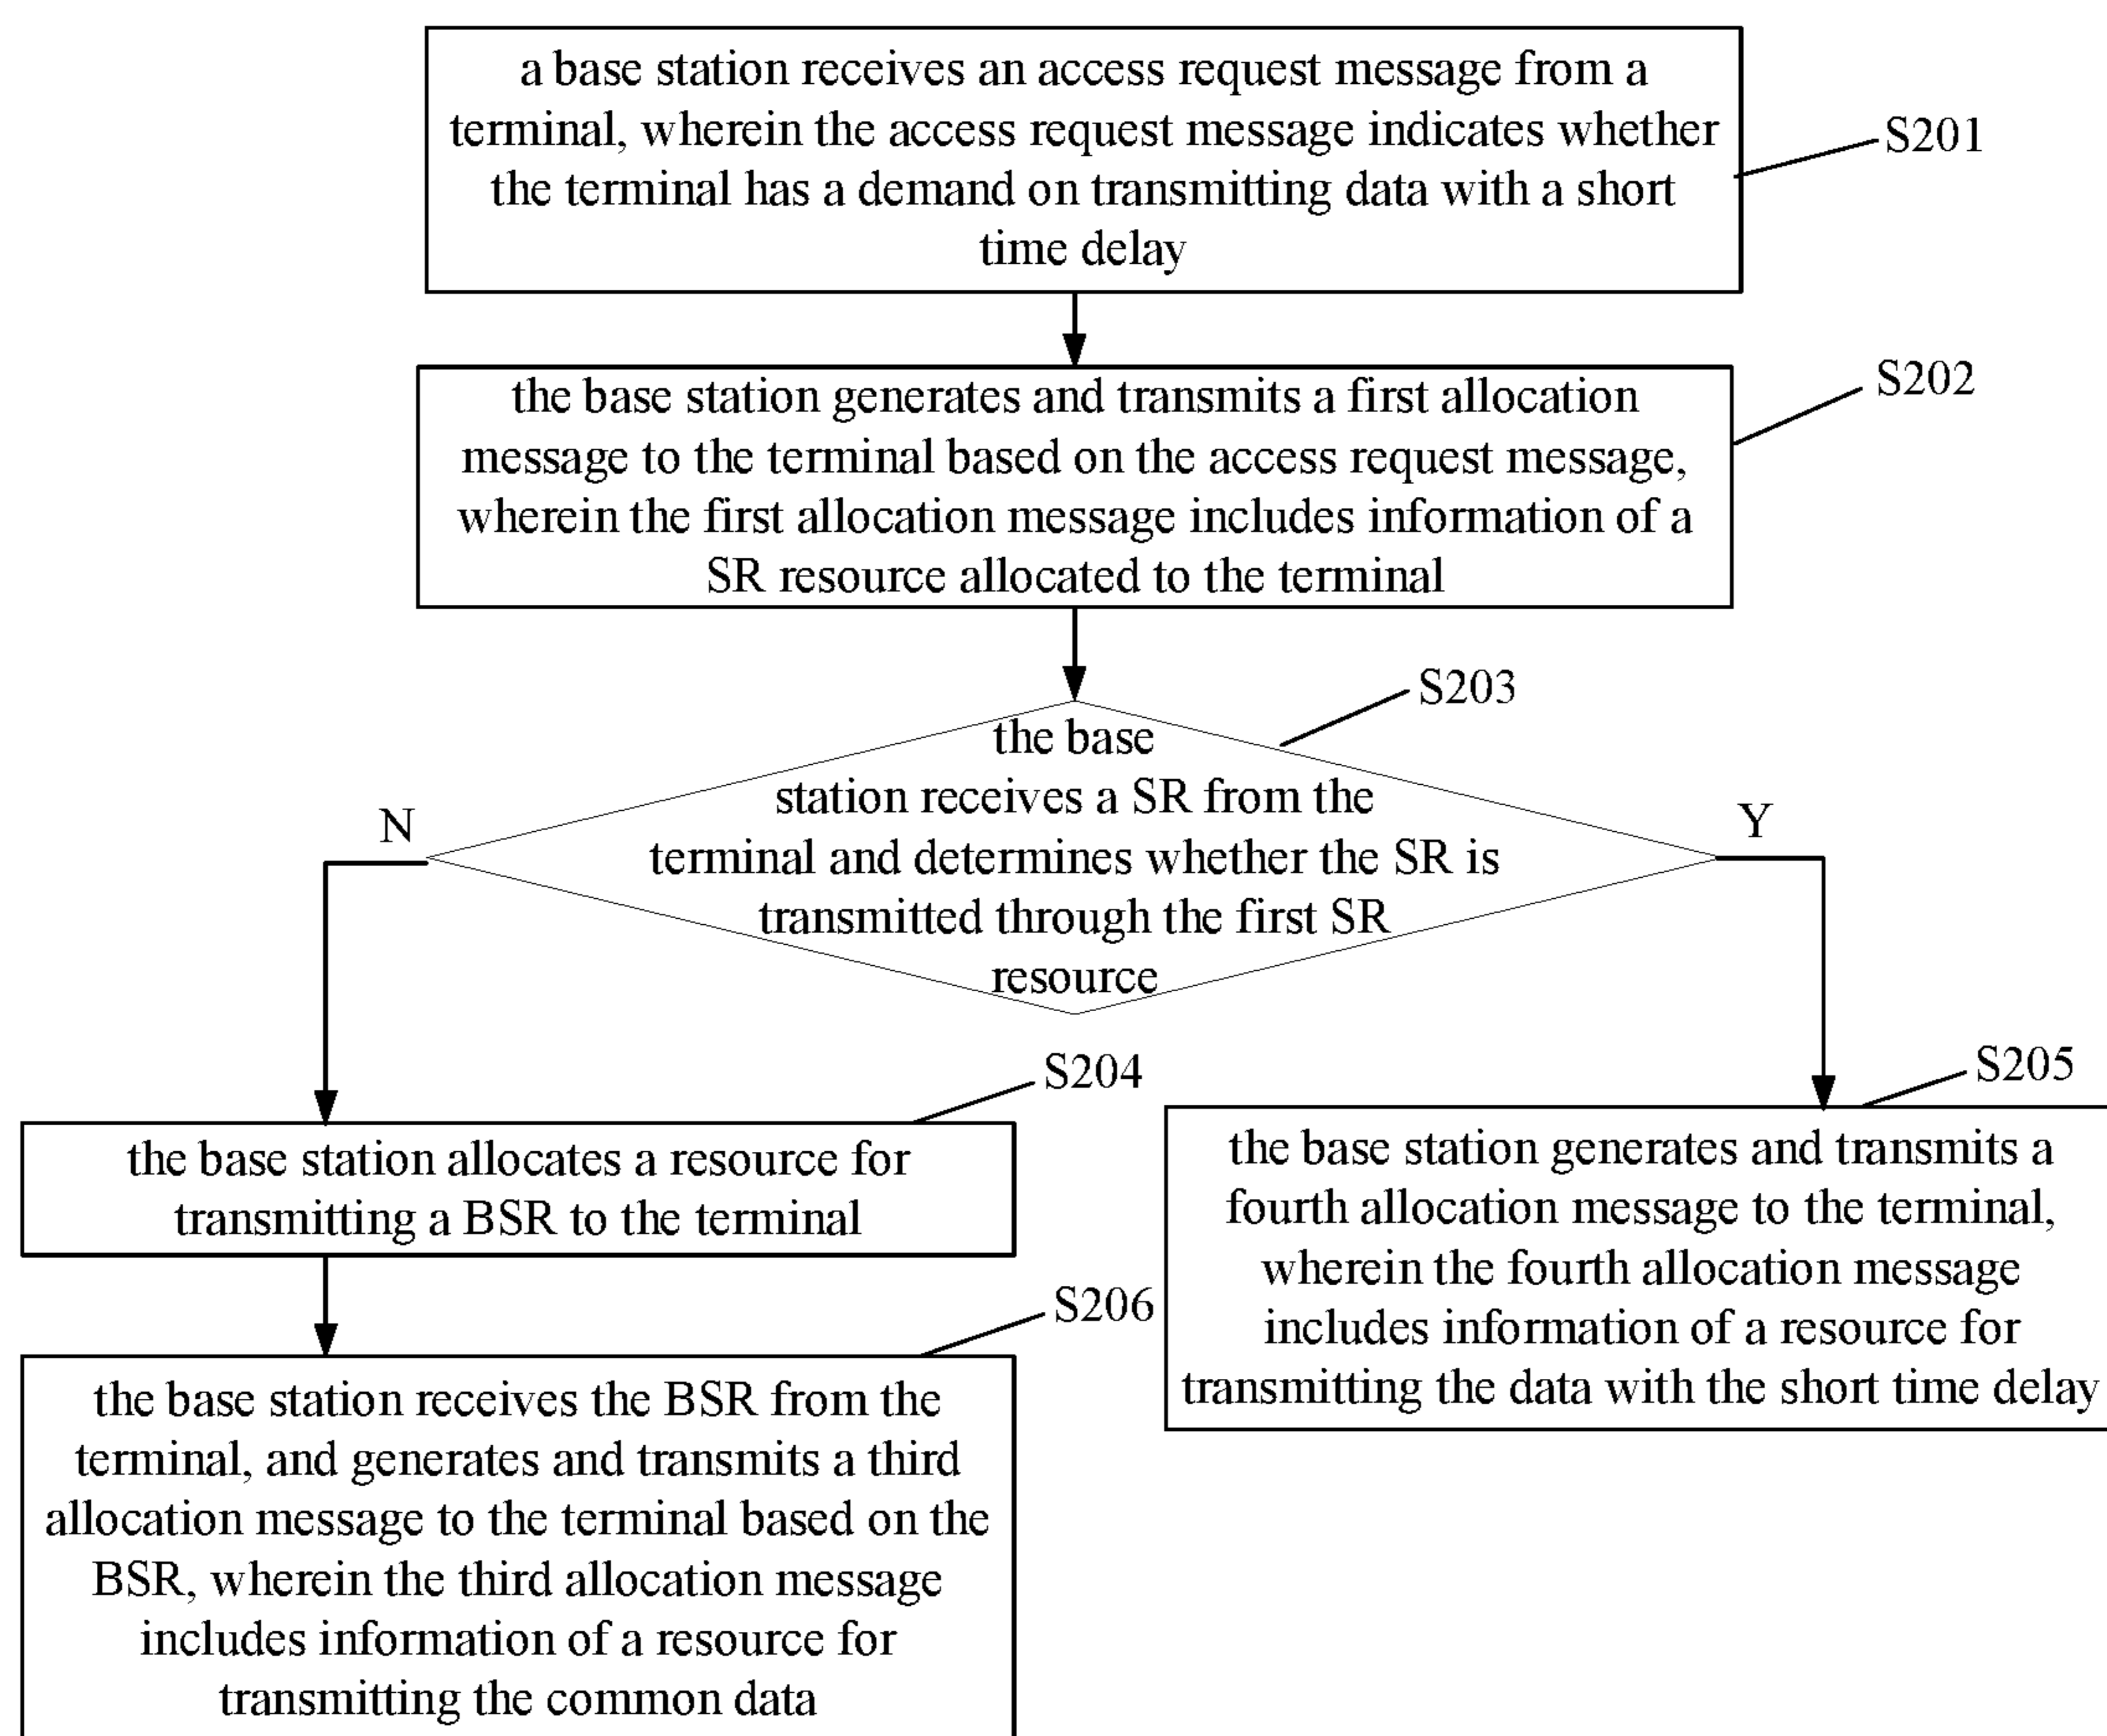 a base station receives an access request message from a
terminal, wherein the access request message indicates whether
the terminal has a demand on transmitting data with a short
time delay
S201
the base station generates and transmits a first allocation
message to the terminal based on the access request message,
wherein the first allocation message includes information of a
SR resource allocated to the terminal
S202
S203
the base
station receives a SR from the
terminal and determines whether the SR is
transmitted through the first SR
resource
N
Y
S204
the base station allocates a resource for
transmitting a BSR to the terminal
S205
the base station generates and transmits a
fourth allocation message to the terminal,
wherein the fourth allocation message
includes information of a resource for
transmitting the data with the short time delay
S206
the base station receives the BSR from the
terminal, and generates and transmits a third
allocation message to the terminal based on the
BSR, wherein the third allocation message
includes information of a resource for
transmitting the common data